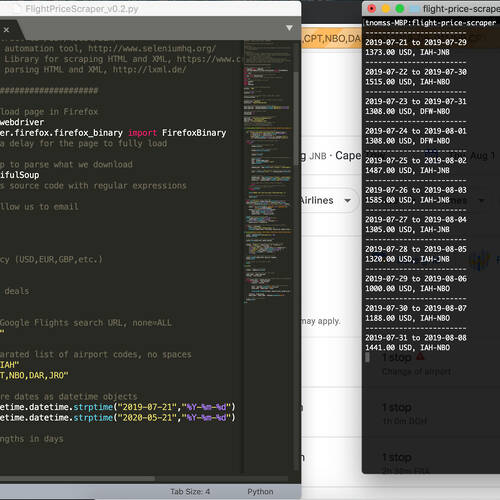 FlightPriceScraper_v0.2.py
automation tool, http://www.seleniumhq.org/
Library for scraping HTML and XML, https://www.c
parsing HTML and XML, http://lxml.de/
####################
load page in Firefox
webdriver
er.firefox.firefox_binary import FirefoxBinary
a delay for the page to fully load
p to parse what we download
ifulSoup
s source code with regular expressions
llow us to email
cy (USD,EUR,GBP,etc.)
deals
Google Flights search URL, none=ALL
"
arated list of airport codes, no spaces
IAH"
T,NBO,DAR,JRO"
re dates as datetime objects
etime.datetime.strptime("2019-07-21","%Y-%m-%d")
etime.datetime.strptime("2020-05-21","%Y-%m-%d")
ngths in days
Tab Size: 4
Python
,CPT,NBO,DA
g JNB · Cape
Airlines
may apply.
1 stop
Change of airport
1 stop
1h 0m DOH
1 stop
2h 30m FRA
flight-price-scrape
tnomss-MBP:flight-price-scraper
------------------------
2019-07-21 to 2019-07-29
1373.00 USD, IAH-JNB
------------------------
2019-07-22 to 2019-07-30
1515.00 USD, IAH-NBO
------------------------
2019-07-23 to 2019-07-31
1308.00 USD, DFW-NBO
------------------------
2019-07-24 to 2019-08-01
1308.00 USD, DFW-NBO
------------------------
2019-07-25 to 2019-08-02
1487.00 USD, IAH-JNB
------------------------
2019-07-26 to 2019-08-03
1585.00 USD, IAH-JNB
------------------------
2019-07-27 to 2019-08-04
1305.00 USD, IAH-JNB
------------------------
2019-07-28 to 2019-08-05
1320.00 USD, IAH-JNB
------------------------
2019-07-29 to 2019-08-06
1000.00 USD, IAH-NBO
------------------------
2019-07-30 to 2019-08-07
1188.00 USD, IAH-NBO
------------------------
2019-07-31 to 2019-08-08
1441.00 USD, IAH-NBO
Aug 1